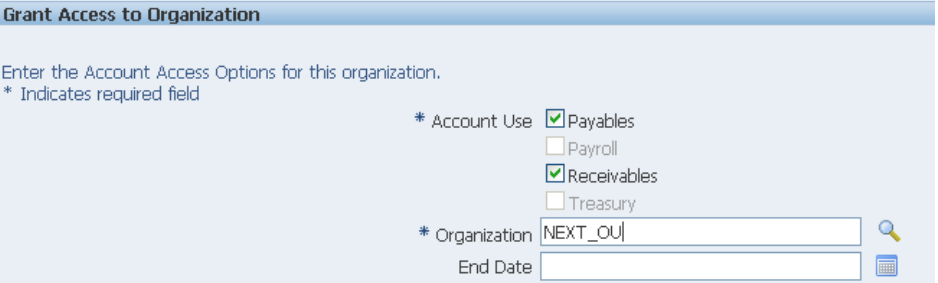 Grant Access to Organization
Enter the Account Access Options for this organization.
* Indicates required field
* Account Use Payables
Payroll
Receivables
Treasury
* Organization NEXT_OU
End Date